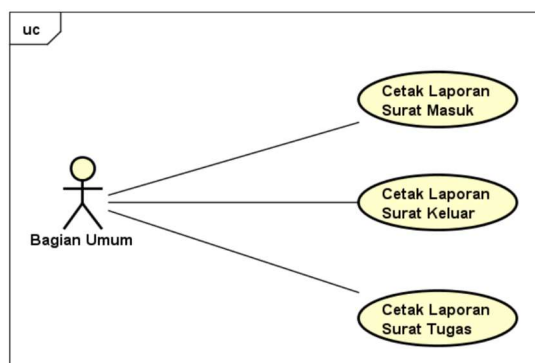 uc
Cetak Laporan
Surat Masuk
Cetak Laporan
Surat Keluar
Bagian Umum
Cetak Laporan
Surat Tugas